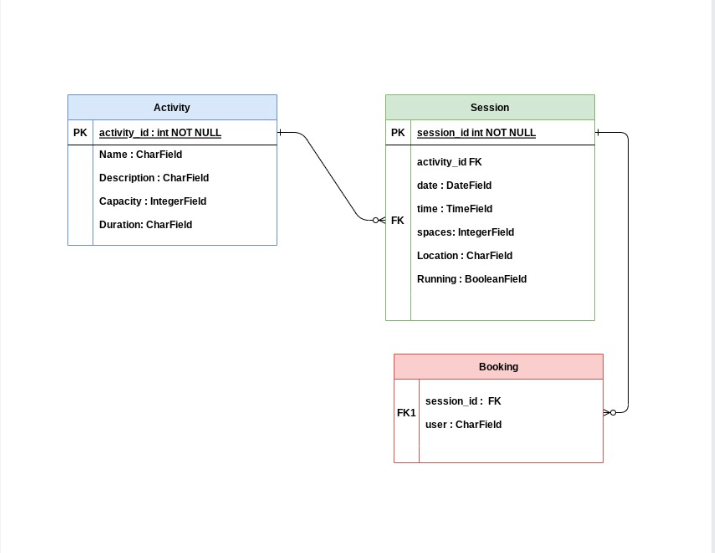 Activity
PK activity_id : int NOT NULL
Name : CharField
Description : CharField
Capacity : IntegerField
Duration: CharField
Session
PK session_id int NOT NULL
activity_id FK
date : DateField
time : TimeField
FK
spaces: IntegerField
Location : CharField
Running : BooleanField
Booking
session_id : FK
FK1
user : CharField